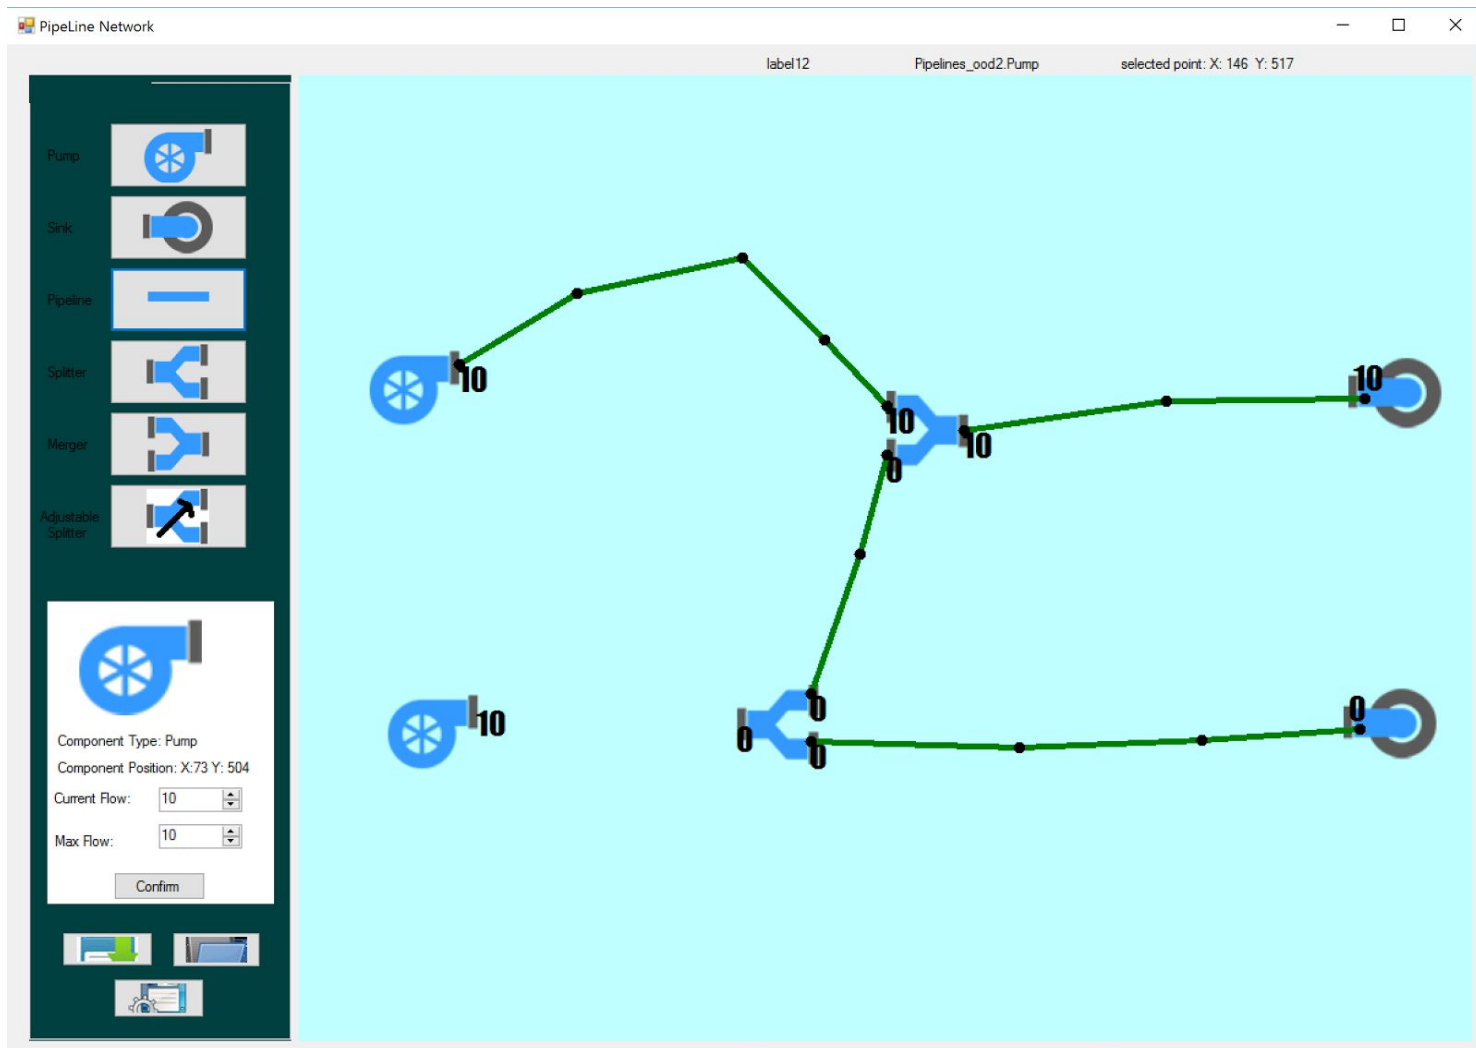 PipeLine Network
label12 Pipelines_ood2.Pump selected point: X: 146 Y: 517
Pump
Sink
Pipeline
Splitter
Merger
Adjustable
Splitter
10
10
10
0
10
10
10
0
0
0
0
Component Type: Pump
Component Position: X:73 Y: 504
Current Flow: 10
Max Flow: 10
Confirm